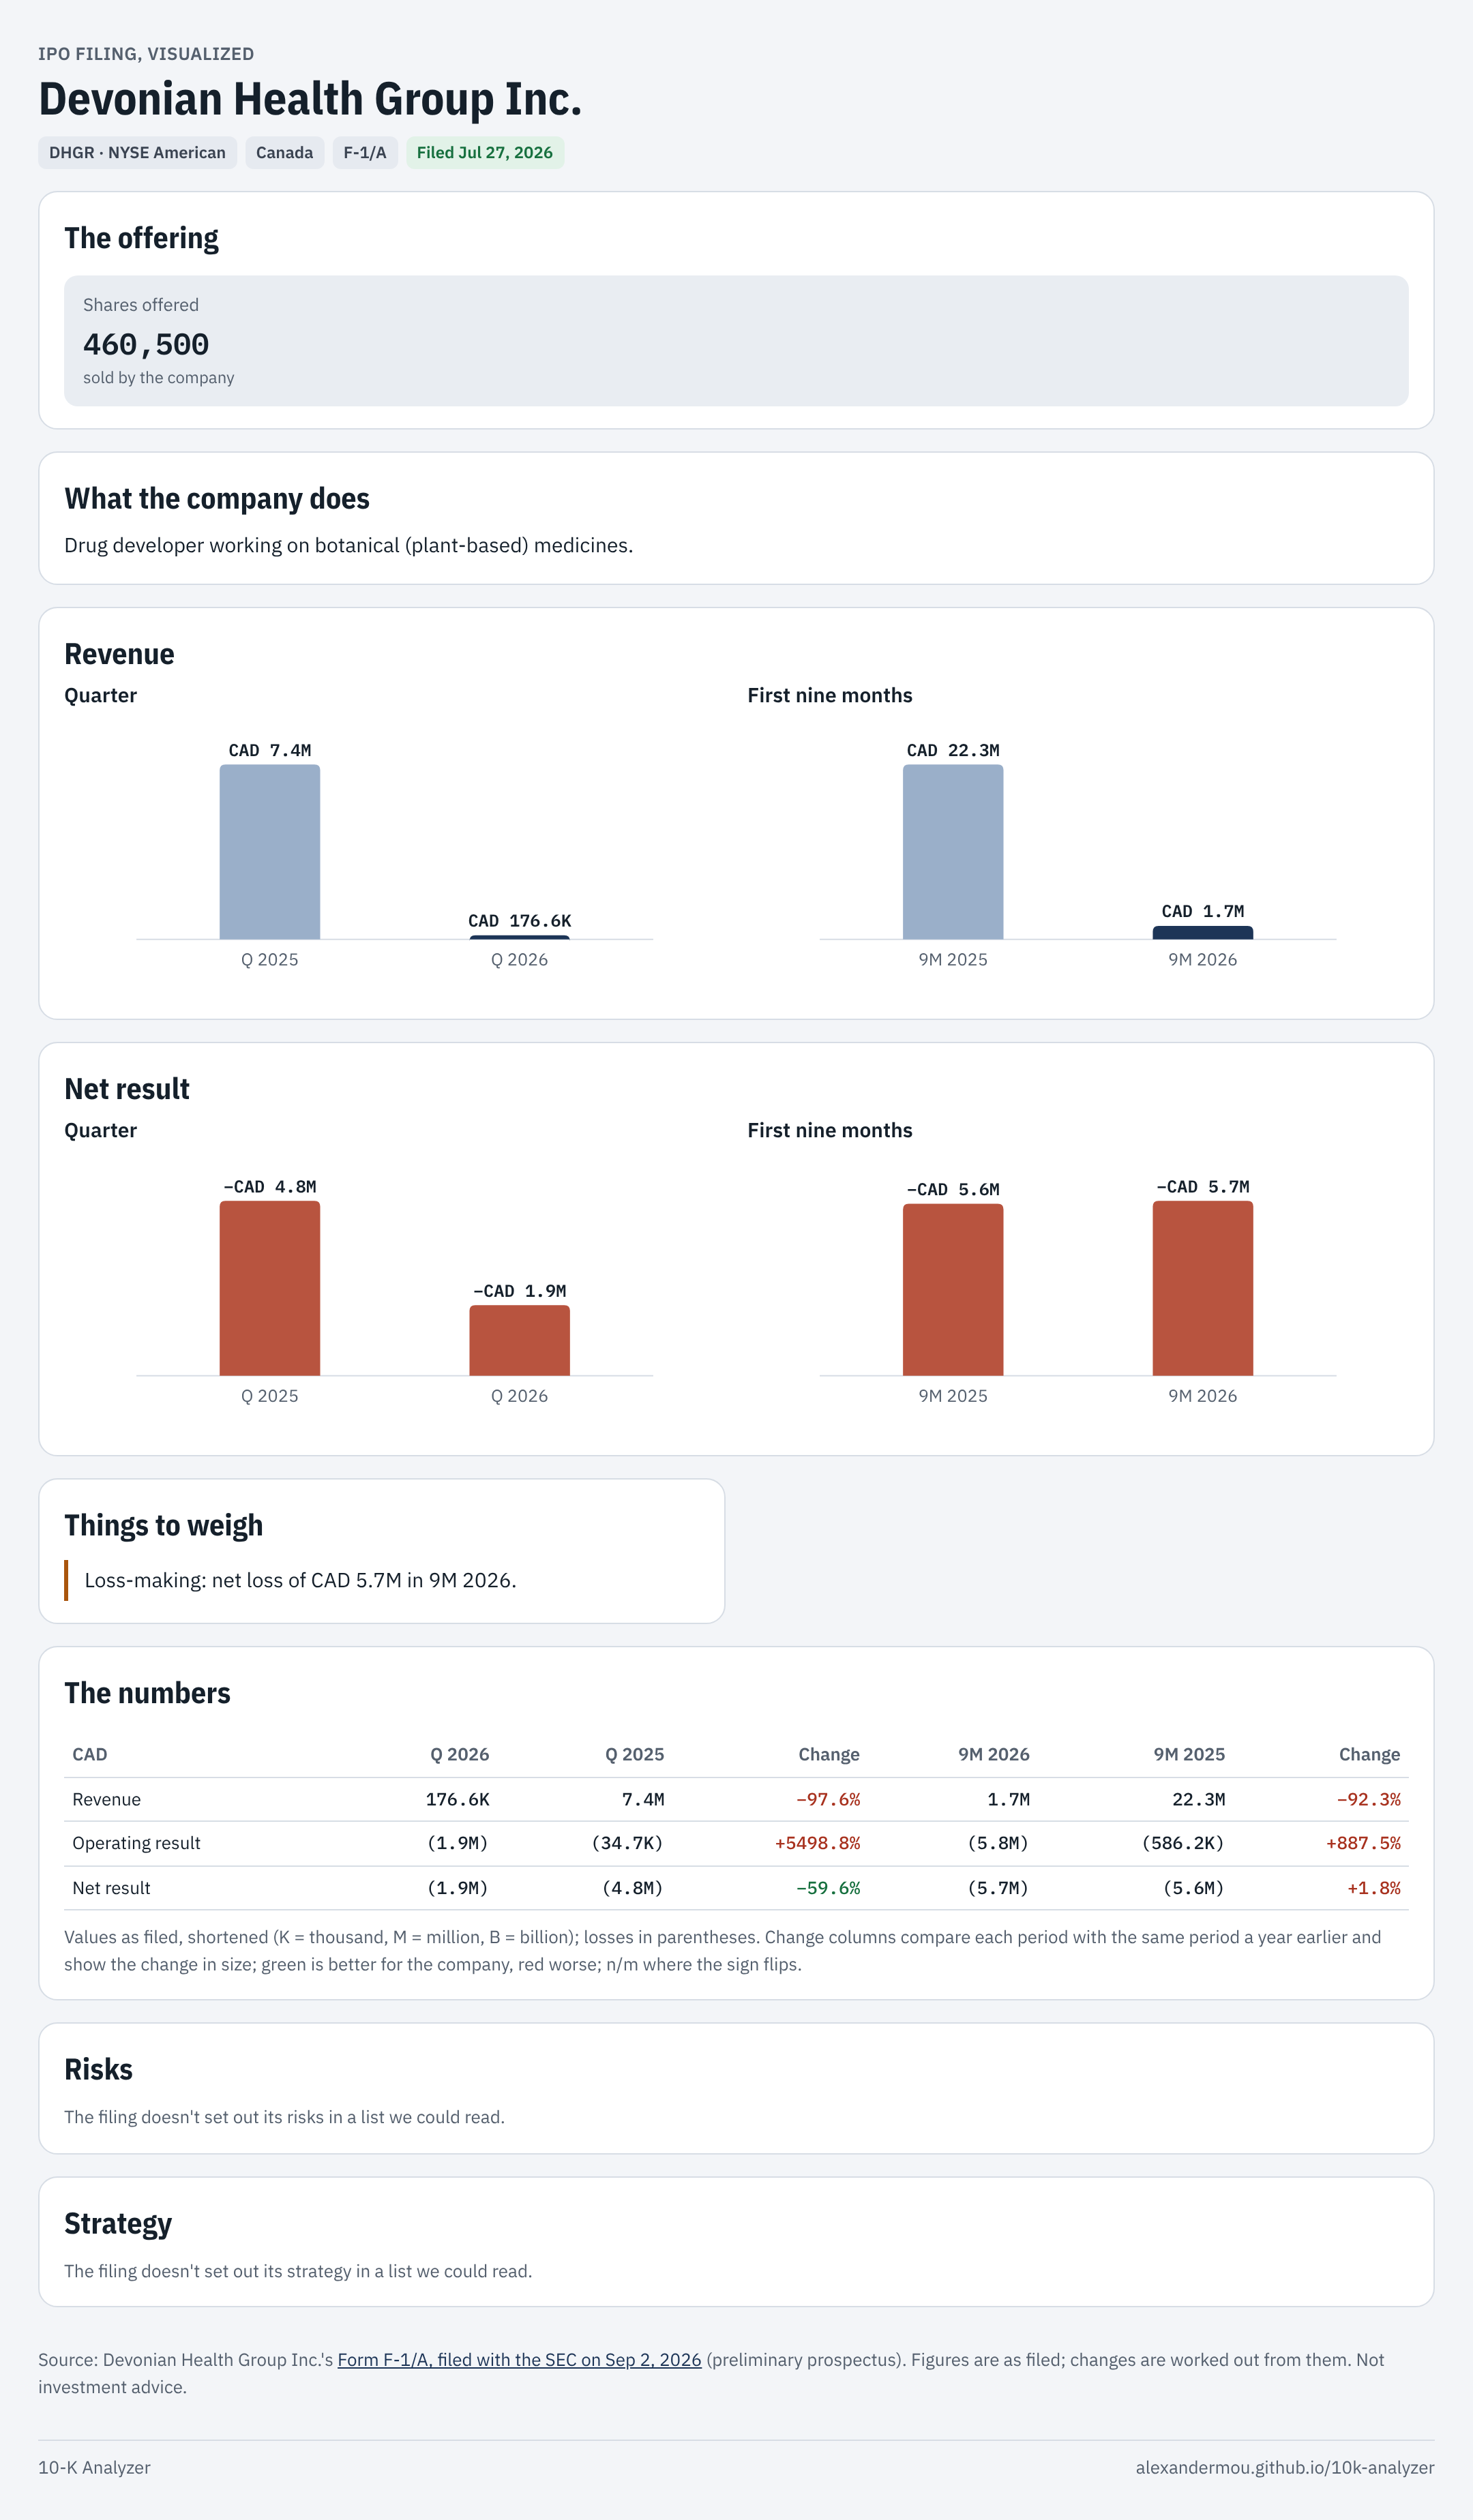 IPO FILING, VISUALIZED
Devonian Health Group Inc.
DHGR · NYSE American
Canada
F-1/A
Filed Jul 27, 2026
The offering
Shares offered
460,500
sold by the company
What the company does
Drug developer working on botanical (plant-based) medicines.
Revenue
Quarter
CAD 7.4M
CAD 176.6K
Q 2025
Q 2026
First nine months
CAD 22.3M
CAD 1.7M
9M 2025
9M 2026
Net result
Quarter
−CAD 4.8M
−CAD 1.9M
Q 2025
Q 2026
First nine months
−CAD 5.6M
−CAD 5.7M
9M 2025
9M 2026
Things to weigh
Loss-making: net loss of CAD 5.7M in 9M 2026.
The numbers
CAD Q 2026 Q 2025 Change 9M 2026 9M 2025 Change
Revenue 176.6K 7.4M −97.6% 1.7M 22.3M −92.3%
Operating result (1.9M) (34.7K) +5498.8% (5.8M) (586.2K) +887.5%
Net result (1.9M) (4.8M) −59.6% (5.7M) (5.6M) +1.8%
Values as filed, shortened (K = thousand, M = million, B = billion); losses in parentheses. Change columns compare each period with the same period a year earlier and
show the change in size; green is better for the company, red worse; n/m where the sign flips.
Risks
The filing doesn't set out its risks in a list we could read.
Strategy
The filing doesn't set out its strategy in a list we could read.
Source: Devonian Health Group Inc.'s Form F-1/A, filed with the SEC on Sep 2, 2026 (preliminary prospectus). Figures are as filed; changes are worked out from them. Not
investment advice.
10-K Analyzer
alexandermou.github.io/10k-analyzer